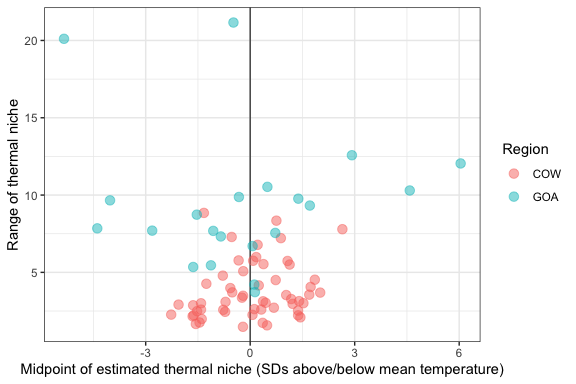 20
15
10
5
Range of thermal niche
-3
0
3
6
Midpoint of estimated thermal niche (SDs above/below mean temperature)
Region
COW
GOA